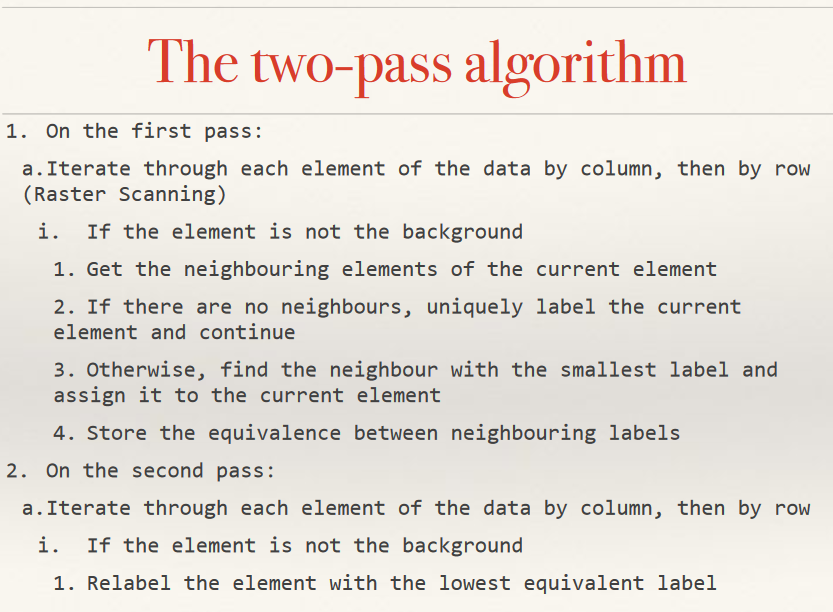 The two-pass algorithm
1. On the first pass:
a.Iterate through each element of the data by column, then by row
(Raster Scanning)
i. If the element is not the background
1. Get the neighbouring elements of the current element
2. If there are no neighbours, uniquely label the current
element and continue
3. Otherwise, find the neighbour with the smallest label and
assign it to the current element
4. Store the equivalence between neighbouring labels
2. On the second pass:
a.Iterate through each element of the data by column, then by row
i. If the element is not the background
1. Relabel the element with the lowest equivalent label